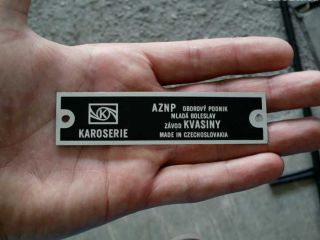 AZNP OBOROVÝ PODNIK
MLADÁ BOLESLAV
ZÁVOD KVASINY
MADE IN CZECHOSLOVAKIA
KAROSERIE